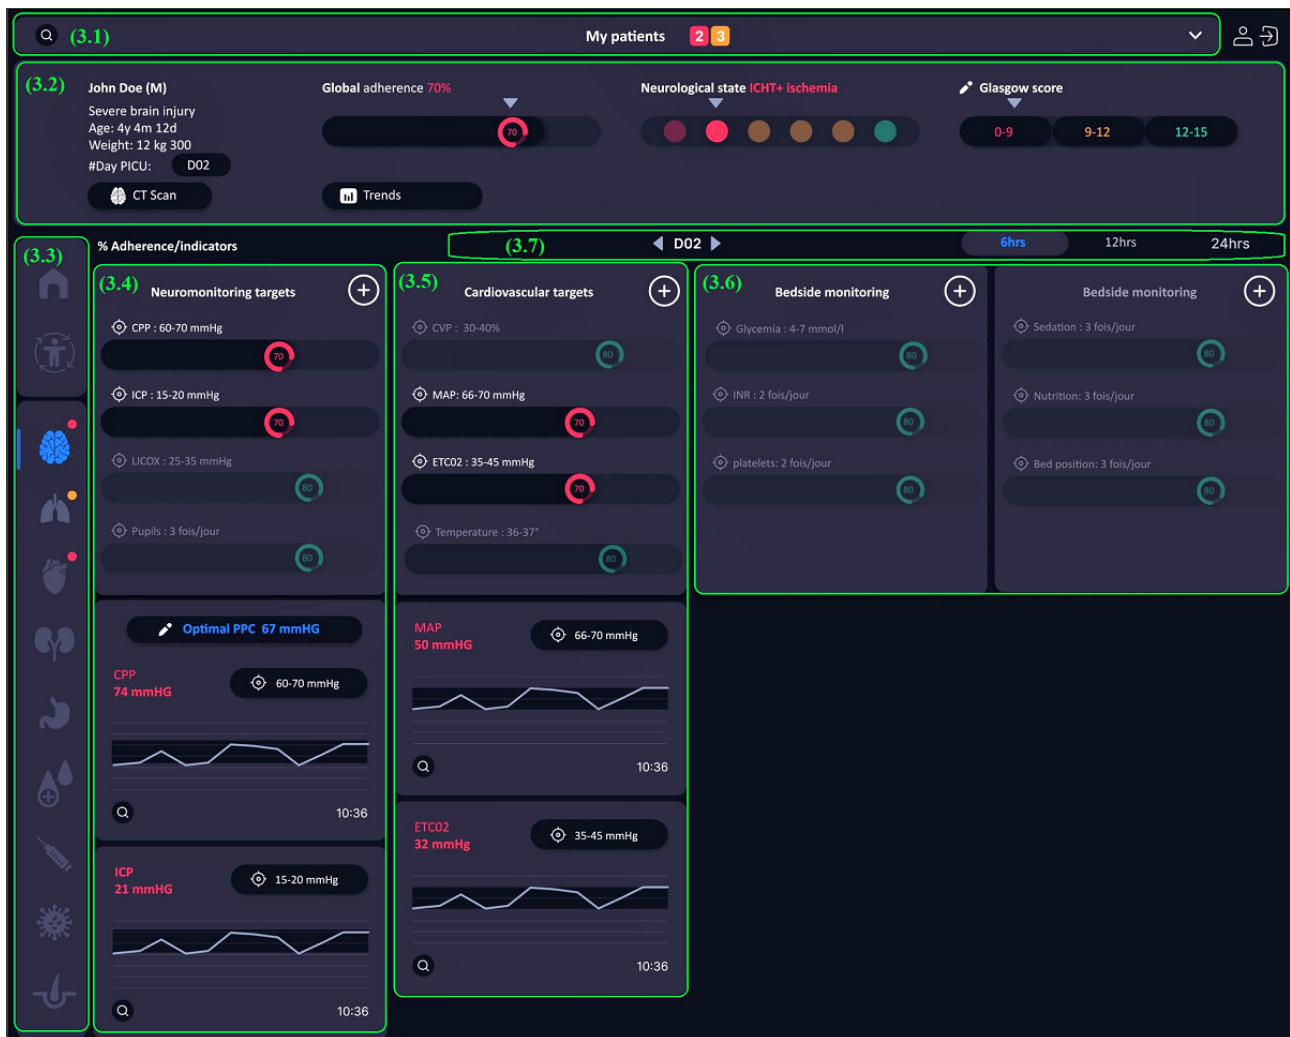 (3.1)
My patients 2 3
(3.2)
John Doe (M)
Severe brain injury
Age: 4y 4m 12d
Weight: 12 kg 300
#Day PICU: D02
CT Scan
Global adherence 70%
70
Trends
Neurological state ICHT+ ischemia
Glasgow score
0-9 9-12 12-15
(3.3)
% Adherence/indicators
(3.7)
D02
6hrs 12hrs 24hrs
(3.4)
Neuromonitoring targets
CPP : 60-70 mmHg
70
ICP : 15-20 mmHg
70
LICOX : 25-35 mmHg
80
Pupils : 3 fois/jour
80
Optimal PPC 67 mmHG
CPP
74 mmHG
60-70 mmHg
10:36
ICP
21 mmHG
15-20 mmHg
10:36
(3.5)
Cardiovascular targets
CVP : 30-40%
80
MAP: 66-70 mmHg
70
ETC02 : 35-45 mmHg
70
Temperature : 36-37°
80
MAP
50 mmHG
66-70 mmHg
10:36
ETC02
32 mmHg
35-45 mmHg
10:36
(3.6)
Bedside monitoring
Glycemia : 4-7 mmol/l
80
INR : 2 fois/jour
80
platelets: 2 fois/jour
80
Bedside monitoring
Sedation : 3 fois/jour
80
Nutrition: 3 fois/jour
80
Bed position: 3 fois/jour
80